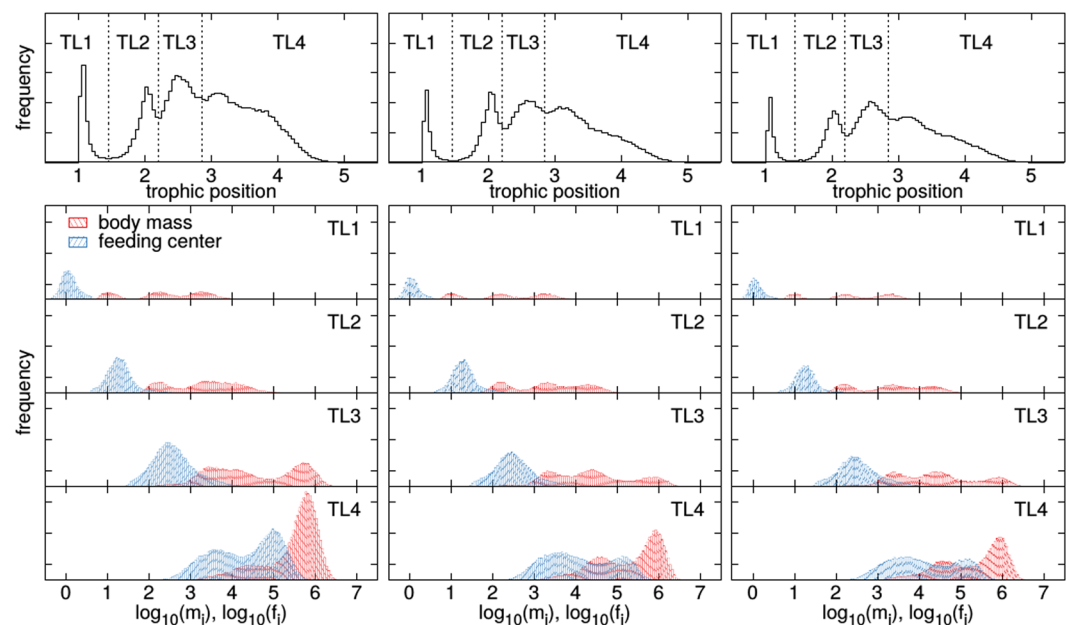 TL1 TL2 TL3 TL4
TL1 TL2 TL3 TL4
TL1 TL2 TL3 TL4
frequency
1 2 3 4 5
1 2 3 4 5
1 2 3 4 5
trophic position
trophic position
trophic position
body mass
feeding center
TL1
TL1
TL1
TL2
TL2
TL2
frequency
TL3
TL3
TL3
TL4
TL4
TL4
0 1 2 3 4 5 6 7
0 1 2 3 4 5 6 7
0 1 2 3 4 5 6 7
log10(mi), log10(fi)
log10(mi), log10(fi)
log10(mi), log10(fi)